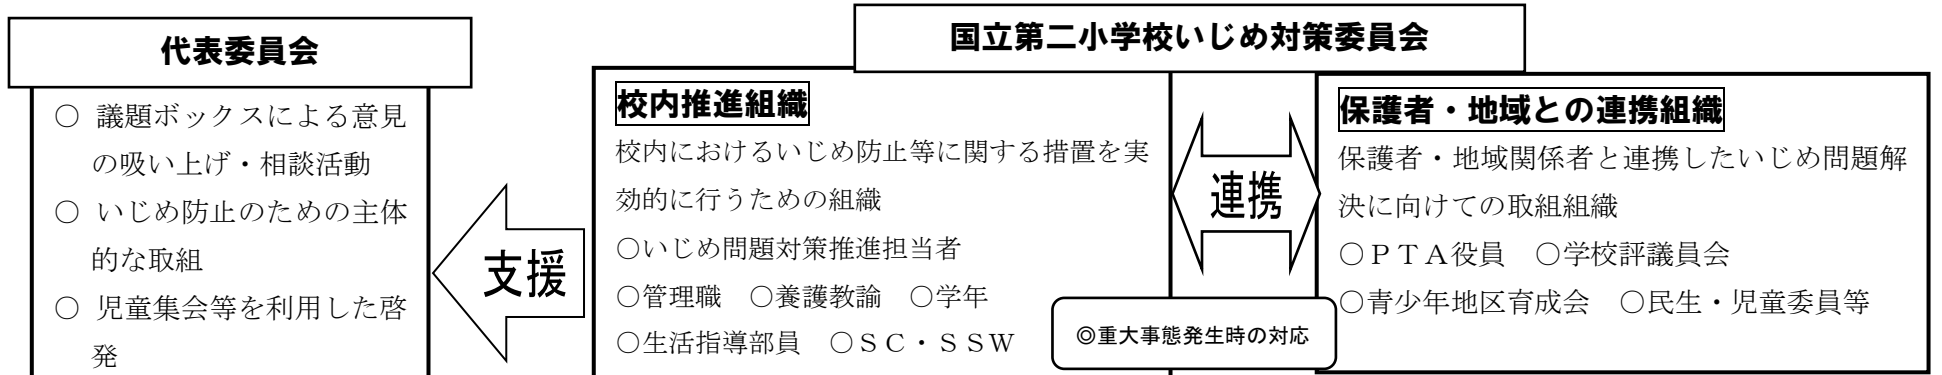 代表委員会
○ 議題ボックスによる意見
の吸い上げ・相談活動
○ いじめ防止のための主体
的な取組
○ 児童集会等を利用した啓
発
支援
国立第二小学校いじめ対策委員会
校内推進組織
校内におけるいじめ防止等に関する措置を実
効的に行うための組織
○いじめ問題対策推進担当者
○管理職　○養護教諭　○学年
○生活指導部員　○ＳＣ・ＳＳＷ
連携
◎重大事態発生時の対応
保護者・地域との連携組織
保護者・地域関係者と連携したいじめ問題解
決に向けての取組組織
○ＰＴＡ役員　○学校評議員会
○青少年地区育成会　○民生・児童委員等